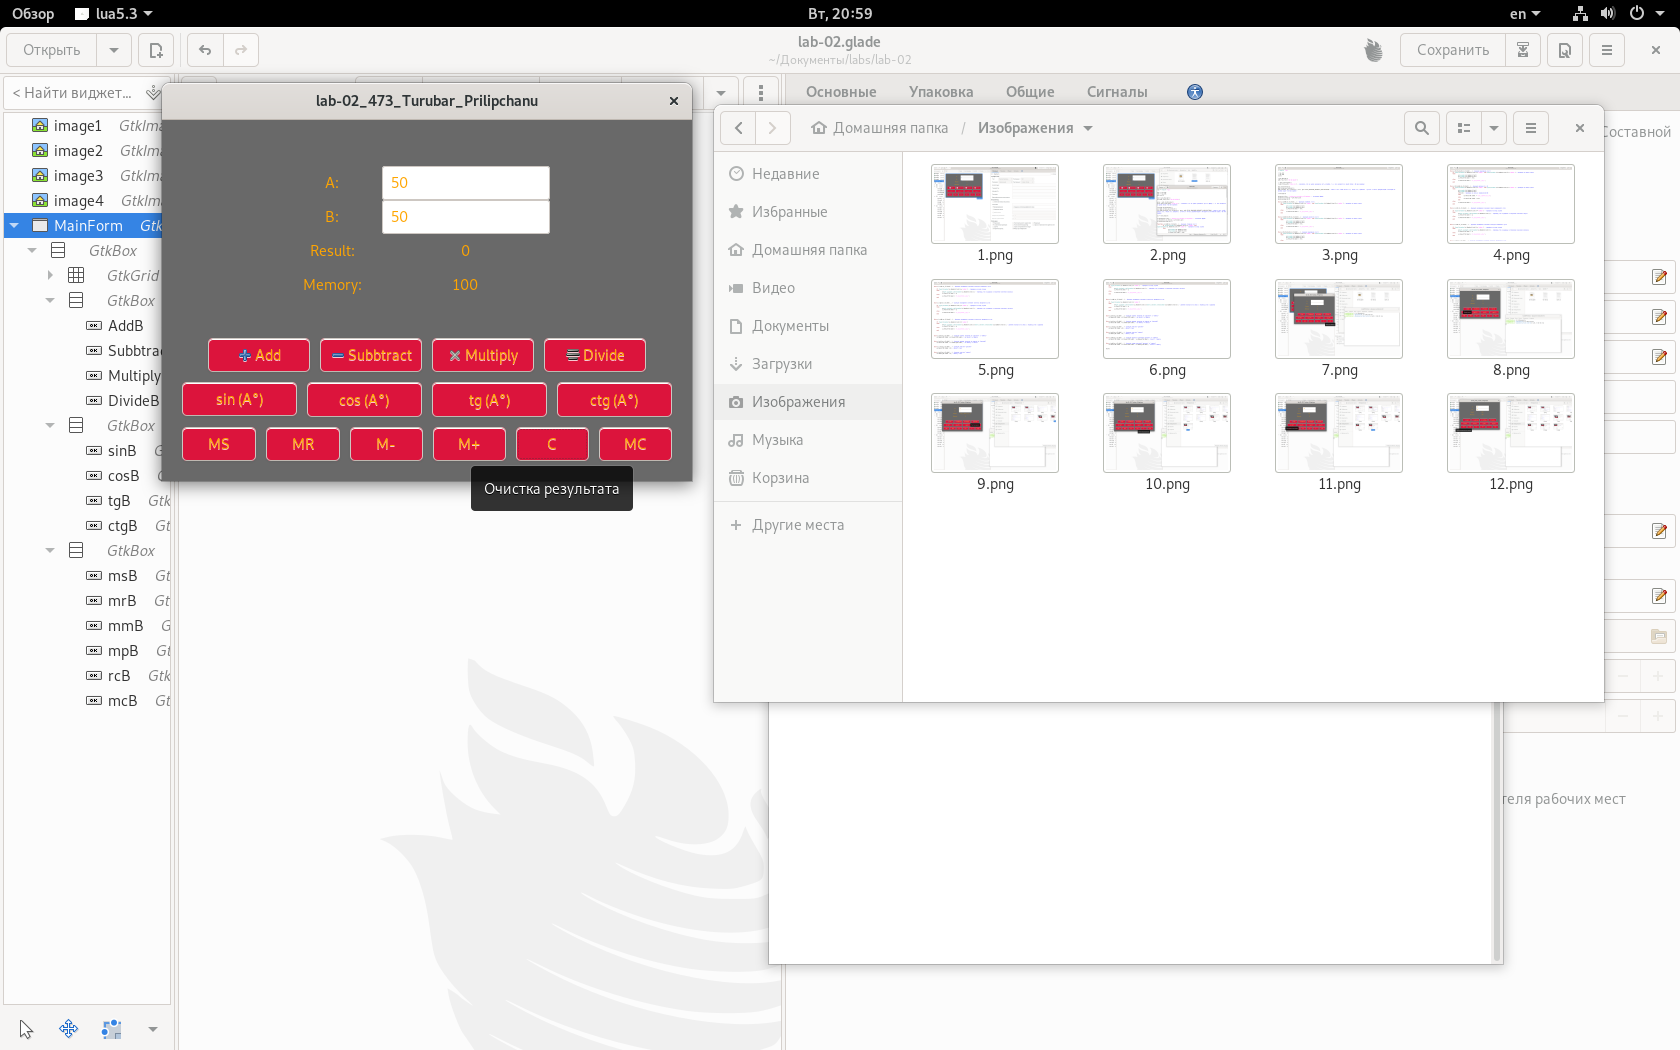 Обзор
lua5.3
Вт, 20:59
en
Открыть
lab-02.glade
~/Документы/labs/lab-02
Сохранить
< Найти виджет...
Основные
Упаковка
Общие
Сигналы
Составной
image1 GtkIma
image2 GtkIma
image3 GtkIma
image4 GtkIma
MainForm Gtk
GtkBox
GtkGrid
GtkBox
AddB
Subbtrac
Multiply
DivideB
GtkBox
sinB
cosB G
tgB Gt
ctgB Gt
GtkBox
msB Gt
mrB Gt
mmB G
mpB Gt
rcB Gtk
mcB Gt
lab-02_473_Turubar_Prilipchanu
A: 50
B: 50
Result: 0
Memory: 100
Add Subbtract Multiply Divide
sin (A°) cos (A°) tg (A°) ctg (A°)
MS MR M- M+ C MC
Очистка результата
Домашняя папка / Изображения
Недавние
Избранные
Домашняя папка
Видео
Документы
Загрузки
Изображения
Музыка
Корзина
Другие места
1.png 2.png 3.png 4.png
5.png 6.png 7.png 8.png
9.png 10.png 11.png 12.png
теля рабочих мест